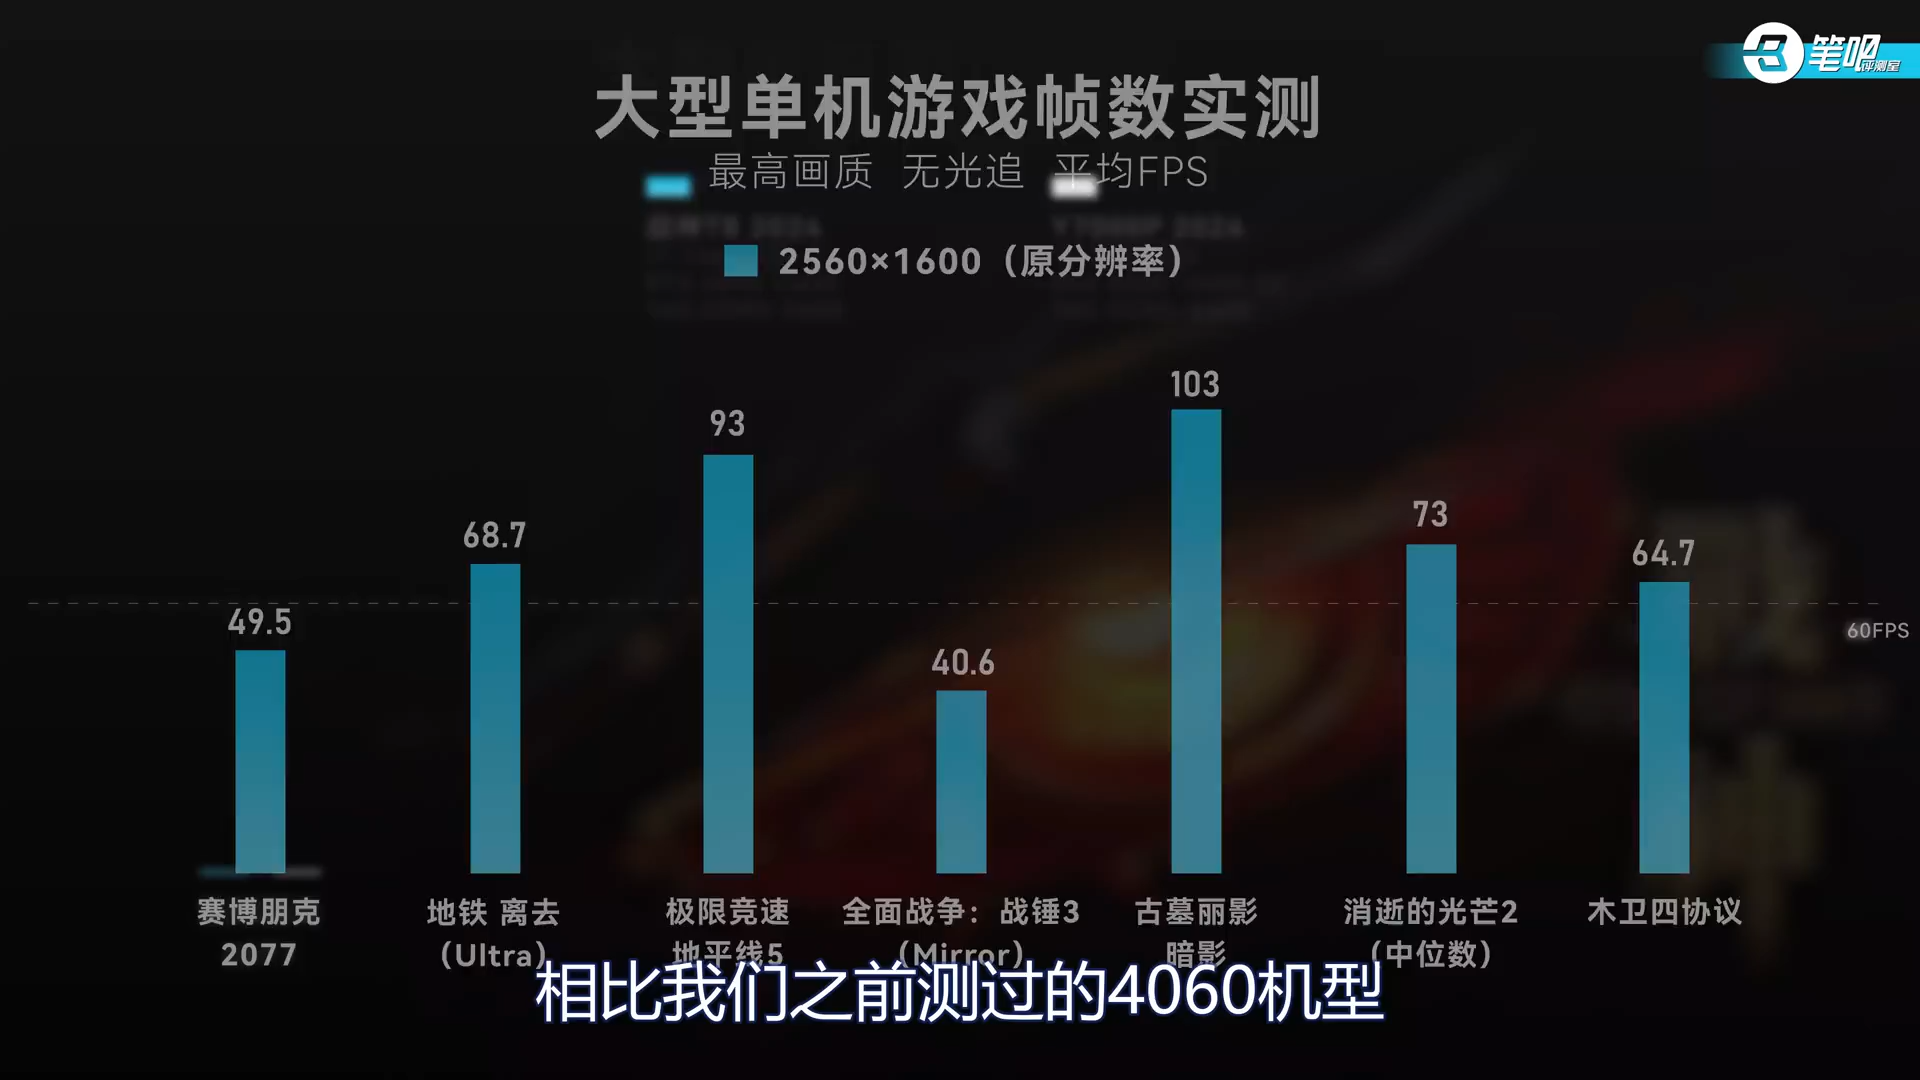 笔吧评测室
大型单机游戏帧数实测
最高画质 无光追 平均FPS
2560×1600（原分辨率）
103
93
73
68.7
64.7
49.5
60FPS
40.6
赛博朋克
2077
地铁 离去
（Ultra）
极限竞速
地平线5
全面战争：战锤3
（Mirror）
古墓丽影
暗影
消逝的光芒2
（中位数）
木卫四协议
相比我们之前测过的4060机型